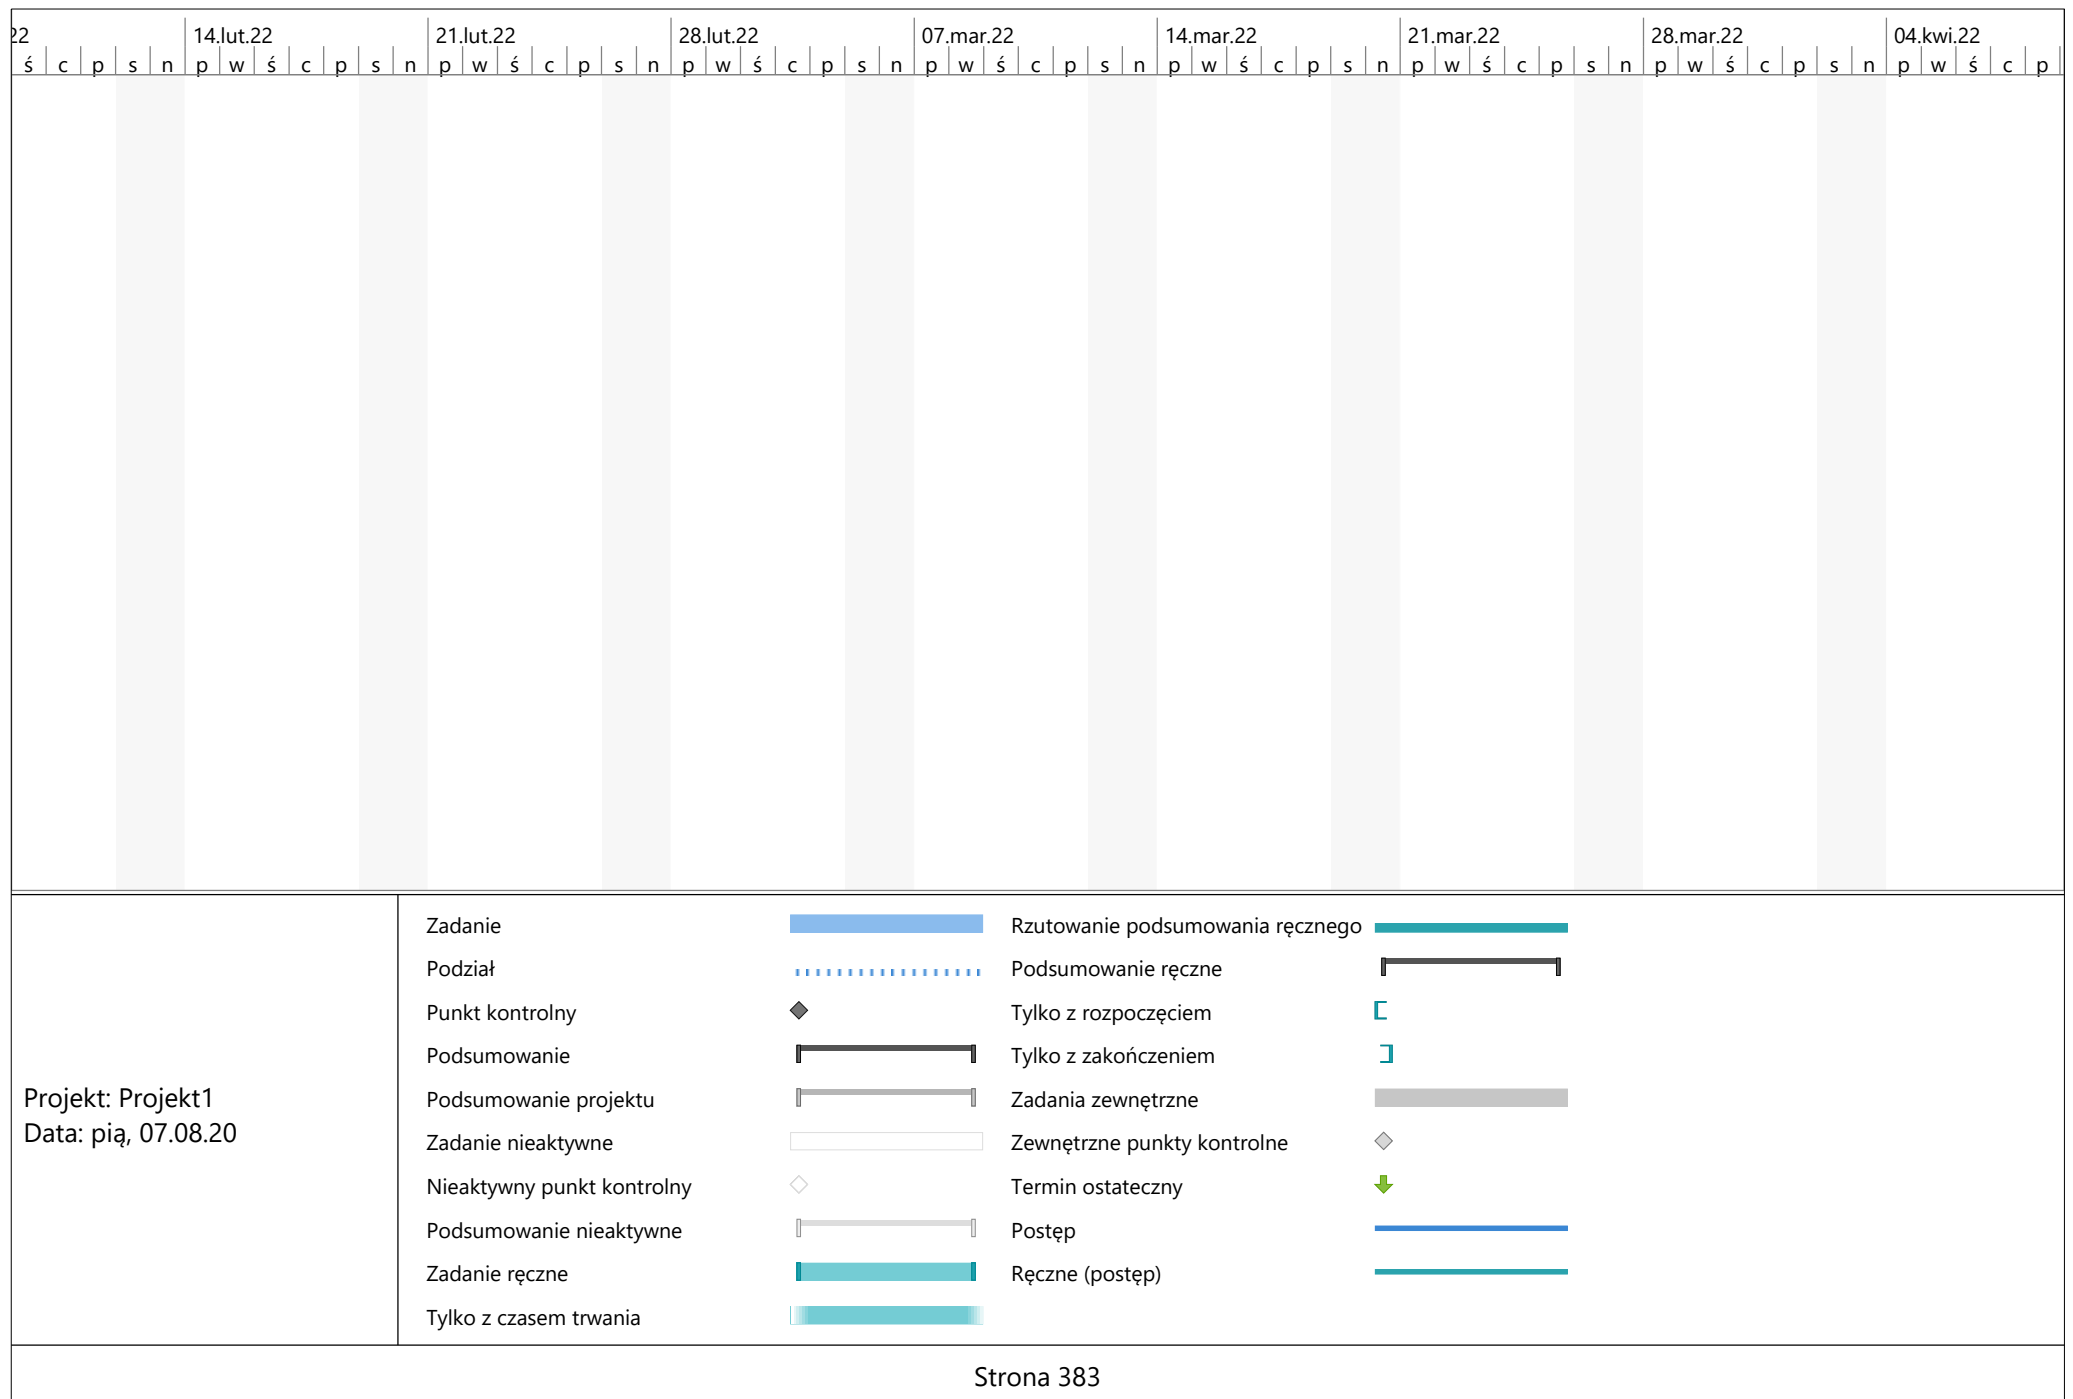 22 14.lut.22 21.lut.22 28.lut.22 07.mar.22 14.mar.22 21.mar.22 28.mar.22 04.kwi.22
ś c p s n p w ś c p s n p w ś c p s n p w ś c p s n p w ś c p s n p w ś c p s n p w ś c p s n p w ś c p s n p w ś c p
Projekt: Projekt1
Data: pią, 07.08.20
Zadanie
Podział
Punkt kontrolny
Podsumowanie
Podsumowanie projektu
Zadanie nieaktywne
Nieaktywny punkt kontrolny
Podsumowanie nieaktywne
Zadanie ręczne
Tylko z czasem trwania
Rzutowanie podsumowania ręcznego
Podsumowanie ręczne
Tylko z rozpoczęciem
Tylko z zakończeniem
Zadania zewnętrzne
Zewnętrzne punkty kontrolne
Termin ostateczny
Postęp
Ręczne (postęp)
Strona 383